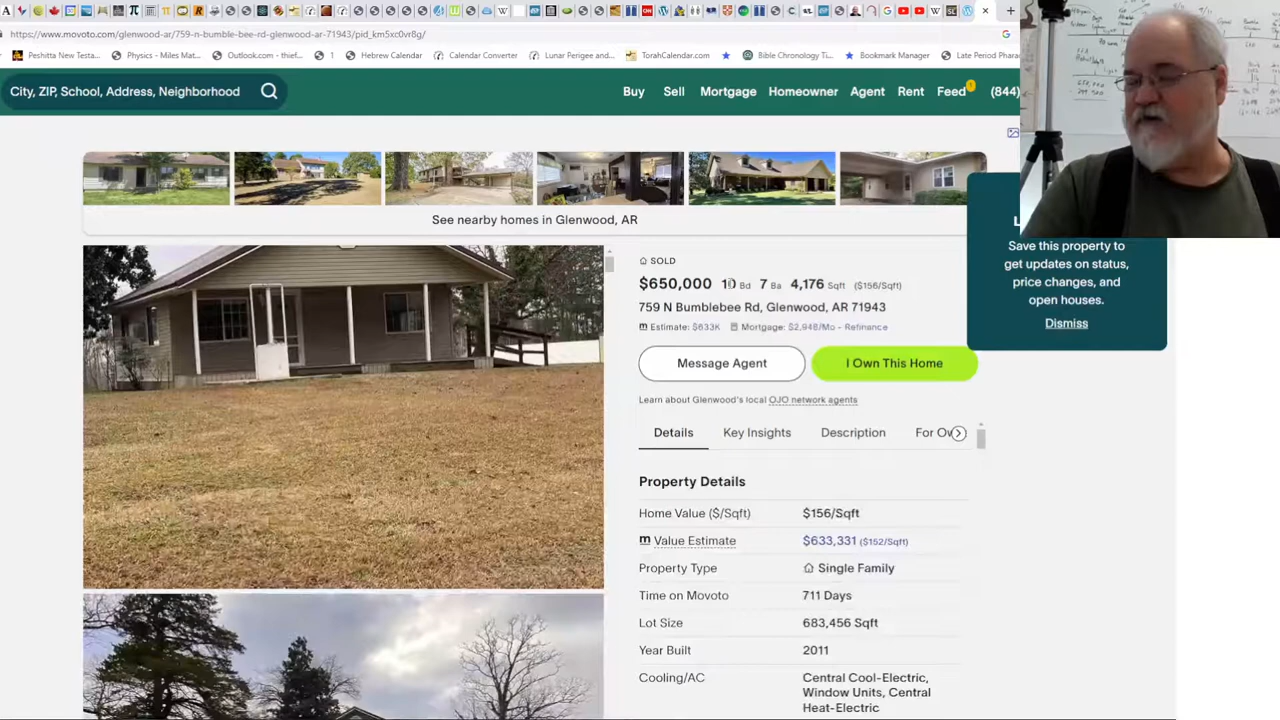 https://www.movoto.com/glenwood-ar/759-n-bumble-bee-rd-glenwood-ar-71943/pid_km5xc0vr8g/
Peshitta New Testa... Physics - Miles Mat... Outlook.com - thief... 1 Hebrew Calendar Calendar Converter Lunar Perigee and... TorahCalendar.com Bible Chronology Ti... Bookmark Manager Late Period Phara
City, ZIP, School, Address, Neighborhood Buy Sell Mortgage Homeowner Agent Rent Feed (844)
See nearby homes in Glenwood, AR
Save this property to
get updates on status,
price changes, and
open houses.
Dismiss
SOLD
$650,000 10 Bd 7 Ba 4,176 Sqft ($156/Sqft)
759 N Bumblebee Rd, Glenwood, AR 71943
Estimate: $633K Mortgage: $2,948/Mo - Refinance
Message Agent I Own This Home
Learn about Glenwood's local OJO network agents
Details Key Insights Description For Ow
Property Details
Home Value ($/Sqft) $156/Sqft
Value Estimate $633,331 ($152/Sqft)
Property Type Single Family
Time on Movoto 711 Days
Lot Size 683,456 Sqft
Year Built 2011
Cooling/AC Central Cool-Electric,
Window Units, Central
Heat-Electric